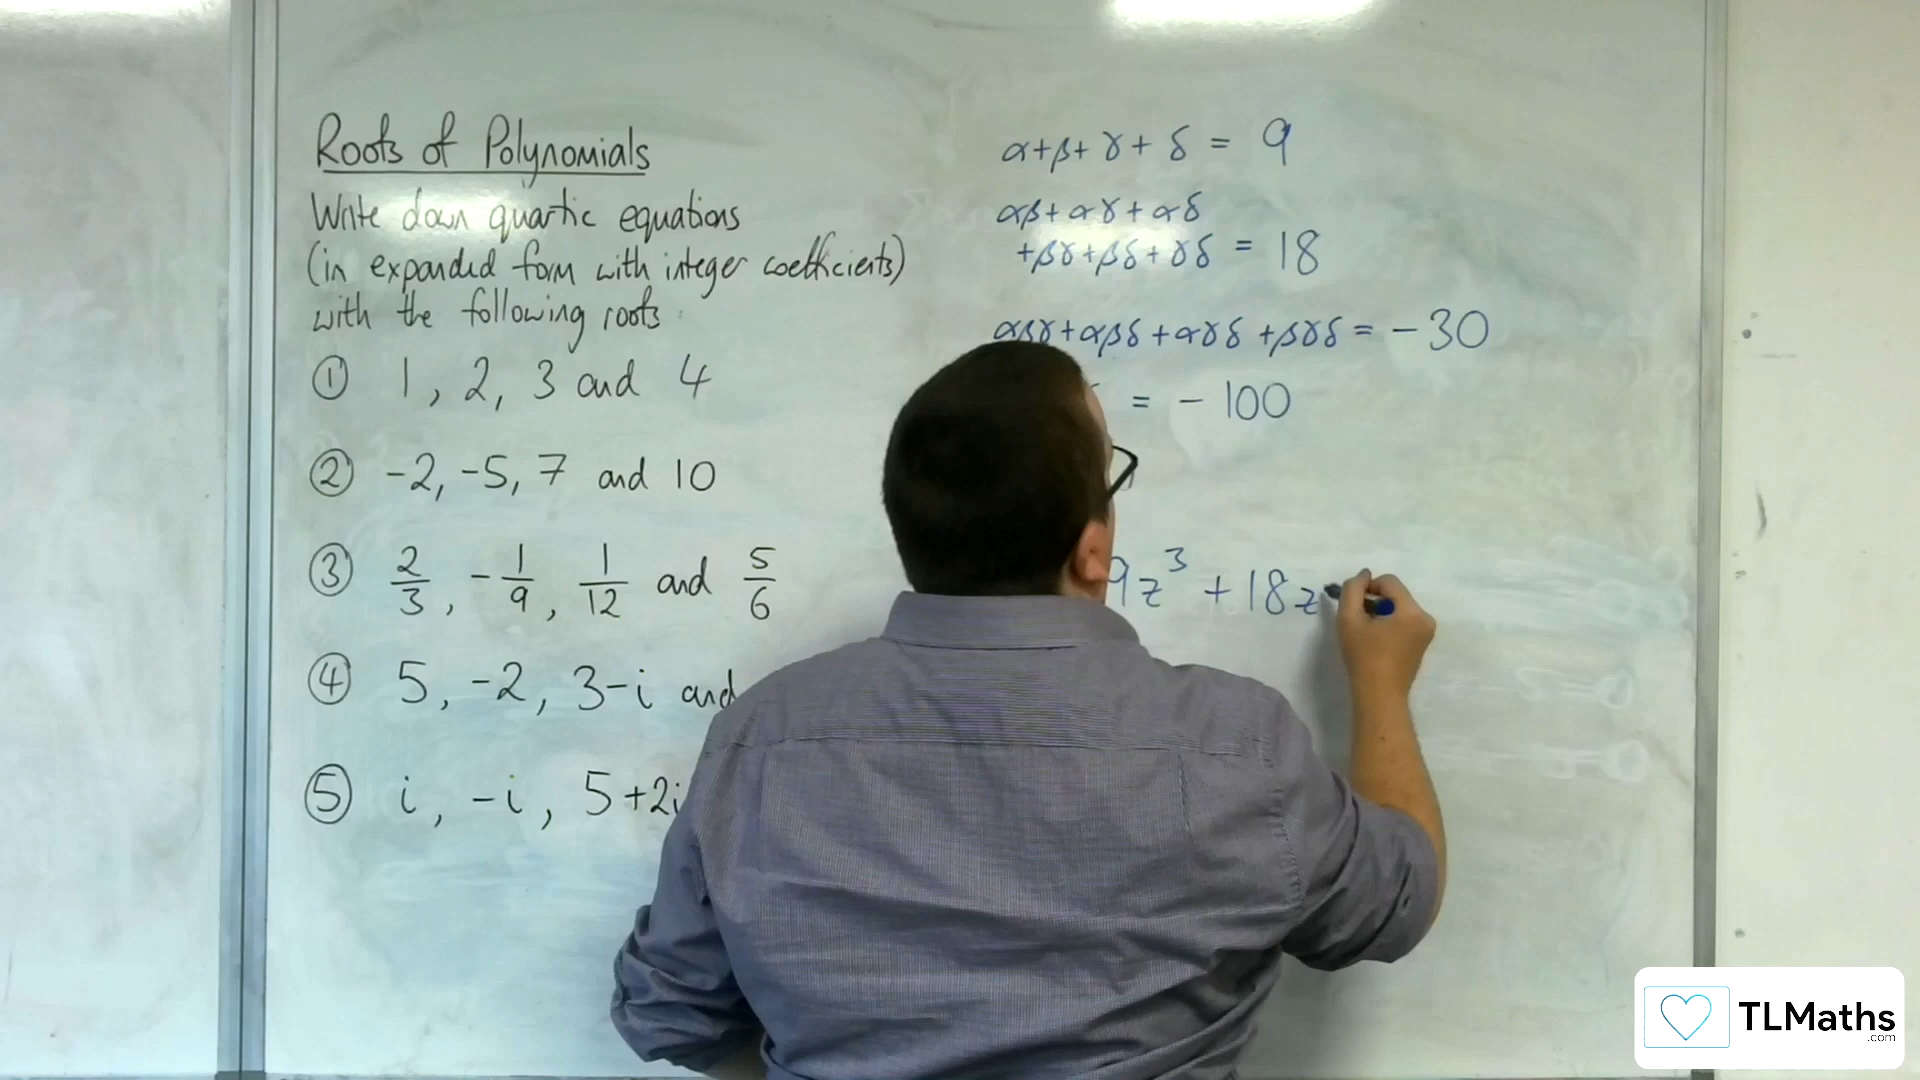 Roots of Polynomials
Write down quartic equations
(in expanded form with integer coefficients)
with the following roots:
① 1, 2, 3 and 4
② -2, -5, 7 and 10
③ 2/3, -1/9, 1/12 and 5/6
④ 5, -2, 3-i and
⑤ i, -i, 5+2i
α+β+γ+δ = 9
αβ+αγ+αδ
+βγ+βδ+γδ = 18
αβγ+αβδ+αγδ+βγδ = -30
= -100
9z³ + 18z
TLMaths
.com